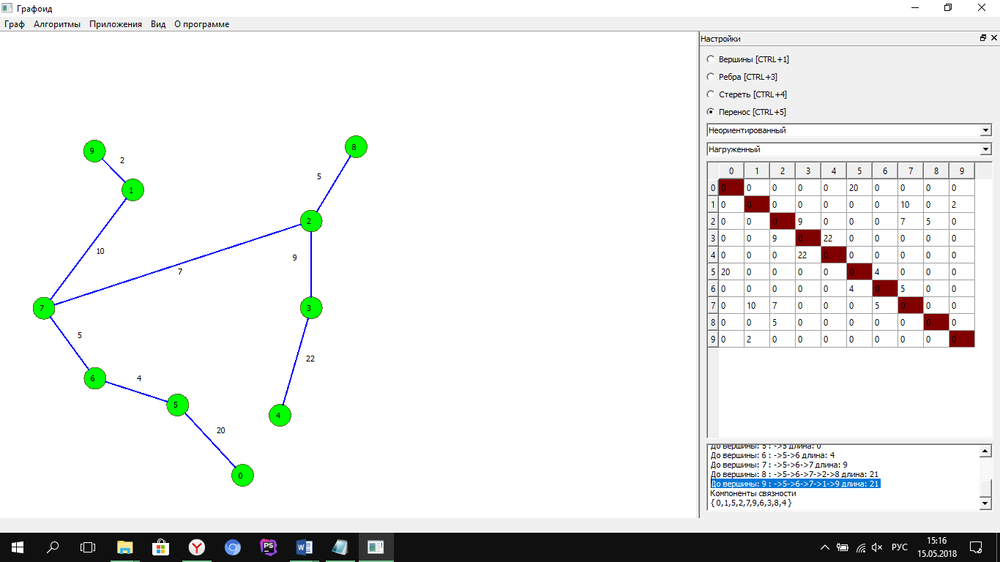 Графоид
Граф Алгоритмы Приложения Вид О программе
Настройки
Вершины [CTRL+1]
Ребра [CTRL+3]
Стереть [CTRL+4]
Перенос [CTRL+5]
Неориентированный
Нагруженный
0 1 2 3 4 5 6 7 8 9
0 0 0 0 0 0 20 0 0 0 0
1 0 0 0 0 0 0 0 10 0 2
2 0 0 0 9 0 0 0 7 5 0
3 0 0 9 0 22 0 0 0 0 0
4 0 0 0 22 0 0 0 0 0 0
5 20 0 0 0 0 0 4 0 0 0
6 0 0 0 0 0 4 0 5 0 0
7 0 10 7 0 0 0 5 0 0 0
8 0 0 5 0 0 0 0 0 0 0
9 0 2 0 0 0 0 0 0 0 0
До вершины: 5 : ->5 длина: 0
До вершины: 6 : ->5->6 длина: 4
До вершины: 7 : ->5->6->7 длина: 9
До вершины: 8 : ->5->6->7->2->8 длина: 21
До вершины: 9 : ->5->6->7->1->9 длина: 21
Компоненты связности
{0,1,5,2,7,9,6,3,8,4}
9
2
1
8
5
2
10
7
9
7
3
5
22
6
4
5
4
20
0
PS
РУС
15:16
15.05.2018